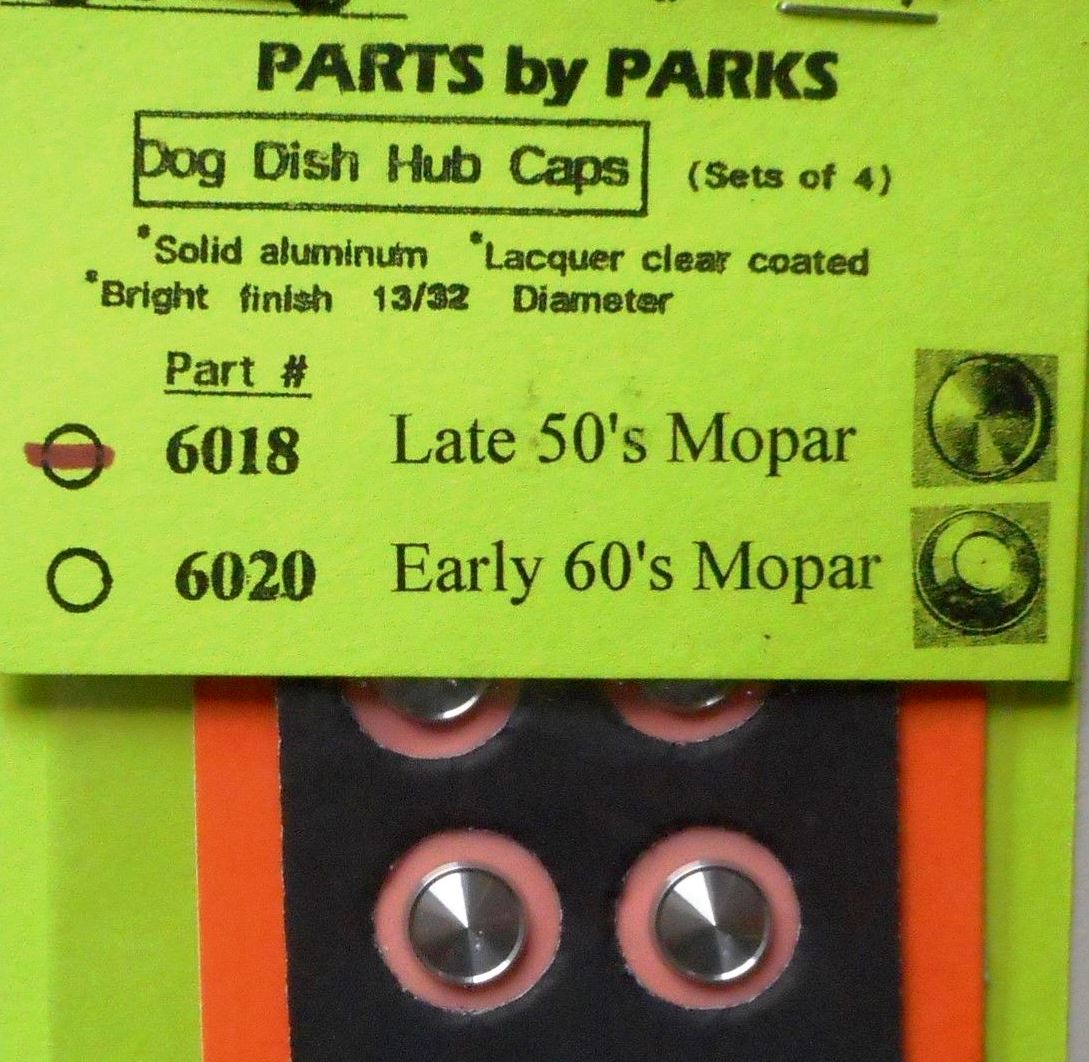 PARTS by PARKS
Dog Dish Hub Caps (Sets of 4)
*Solid aluminum *Lacquer clear coated
*Bright finish 13/32 Diameter
Part #
6018 Late 50's Mopar
6020 Early 60's Mopar